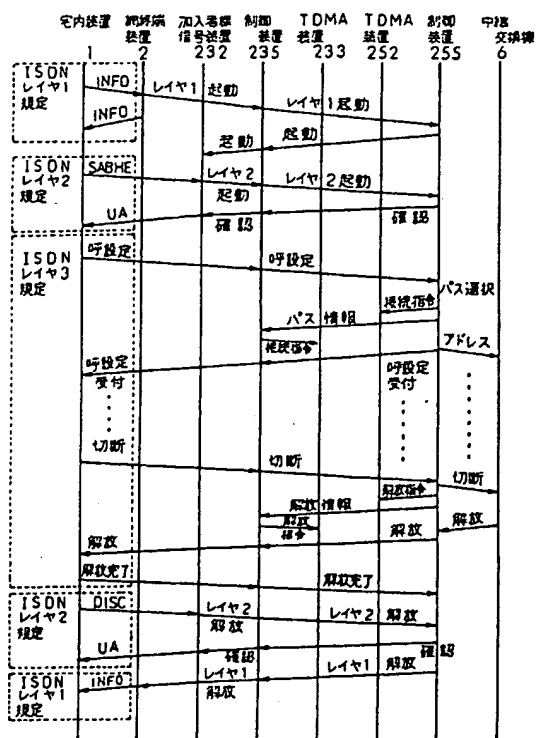 宅内装置 網終端装置 加入者線信号装置 制御装置 TDMA装置 TDMA装置 制御装置 中継交換機
1 2 232 235 233 252 255 6
ISDN レイヤ1 規定
INFO
レイヤ1 起動
レイヤ1起動
INFO
起動
起動
ISDN レイヤ2 規定
SABME
レイヤ2 起動
レイヤ2起動
UA
確認
確認
ISDN レイヤ3 規定
呼設定
呼設定
パス選択
接続指令
パス情報
接続指令
アドレス
呼設定受付
呼設定受付
切断
切断
切断
解放指令
解放情報
解放指令
解放
解放
解放
解放完了
解放完了
ISDN レイヤ2 規定
DISC
レイヤ2 解放
レイヤ2 解放
UA
確認
確認
ISDN レイヤ1 規定
INFO
レイヤ1 解放
レイヤ1 解放